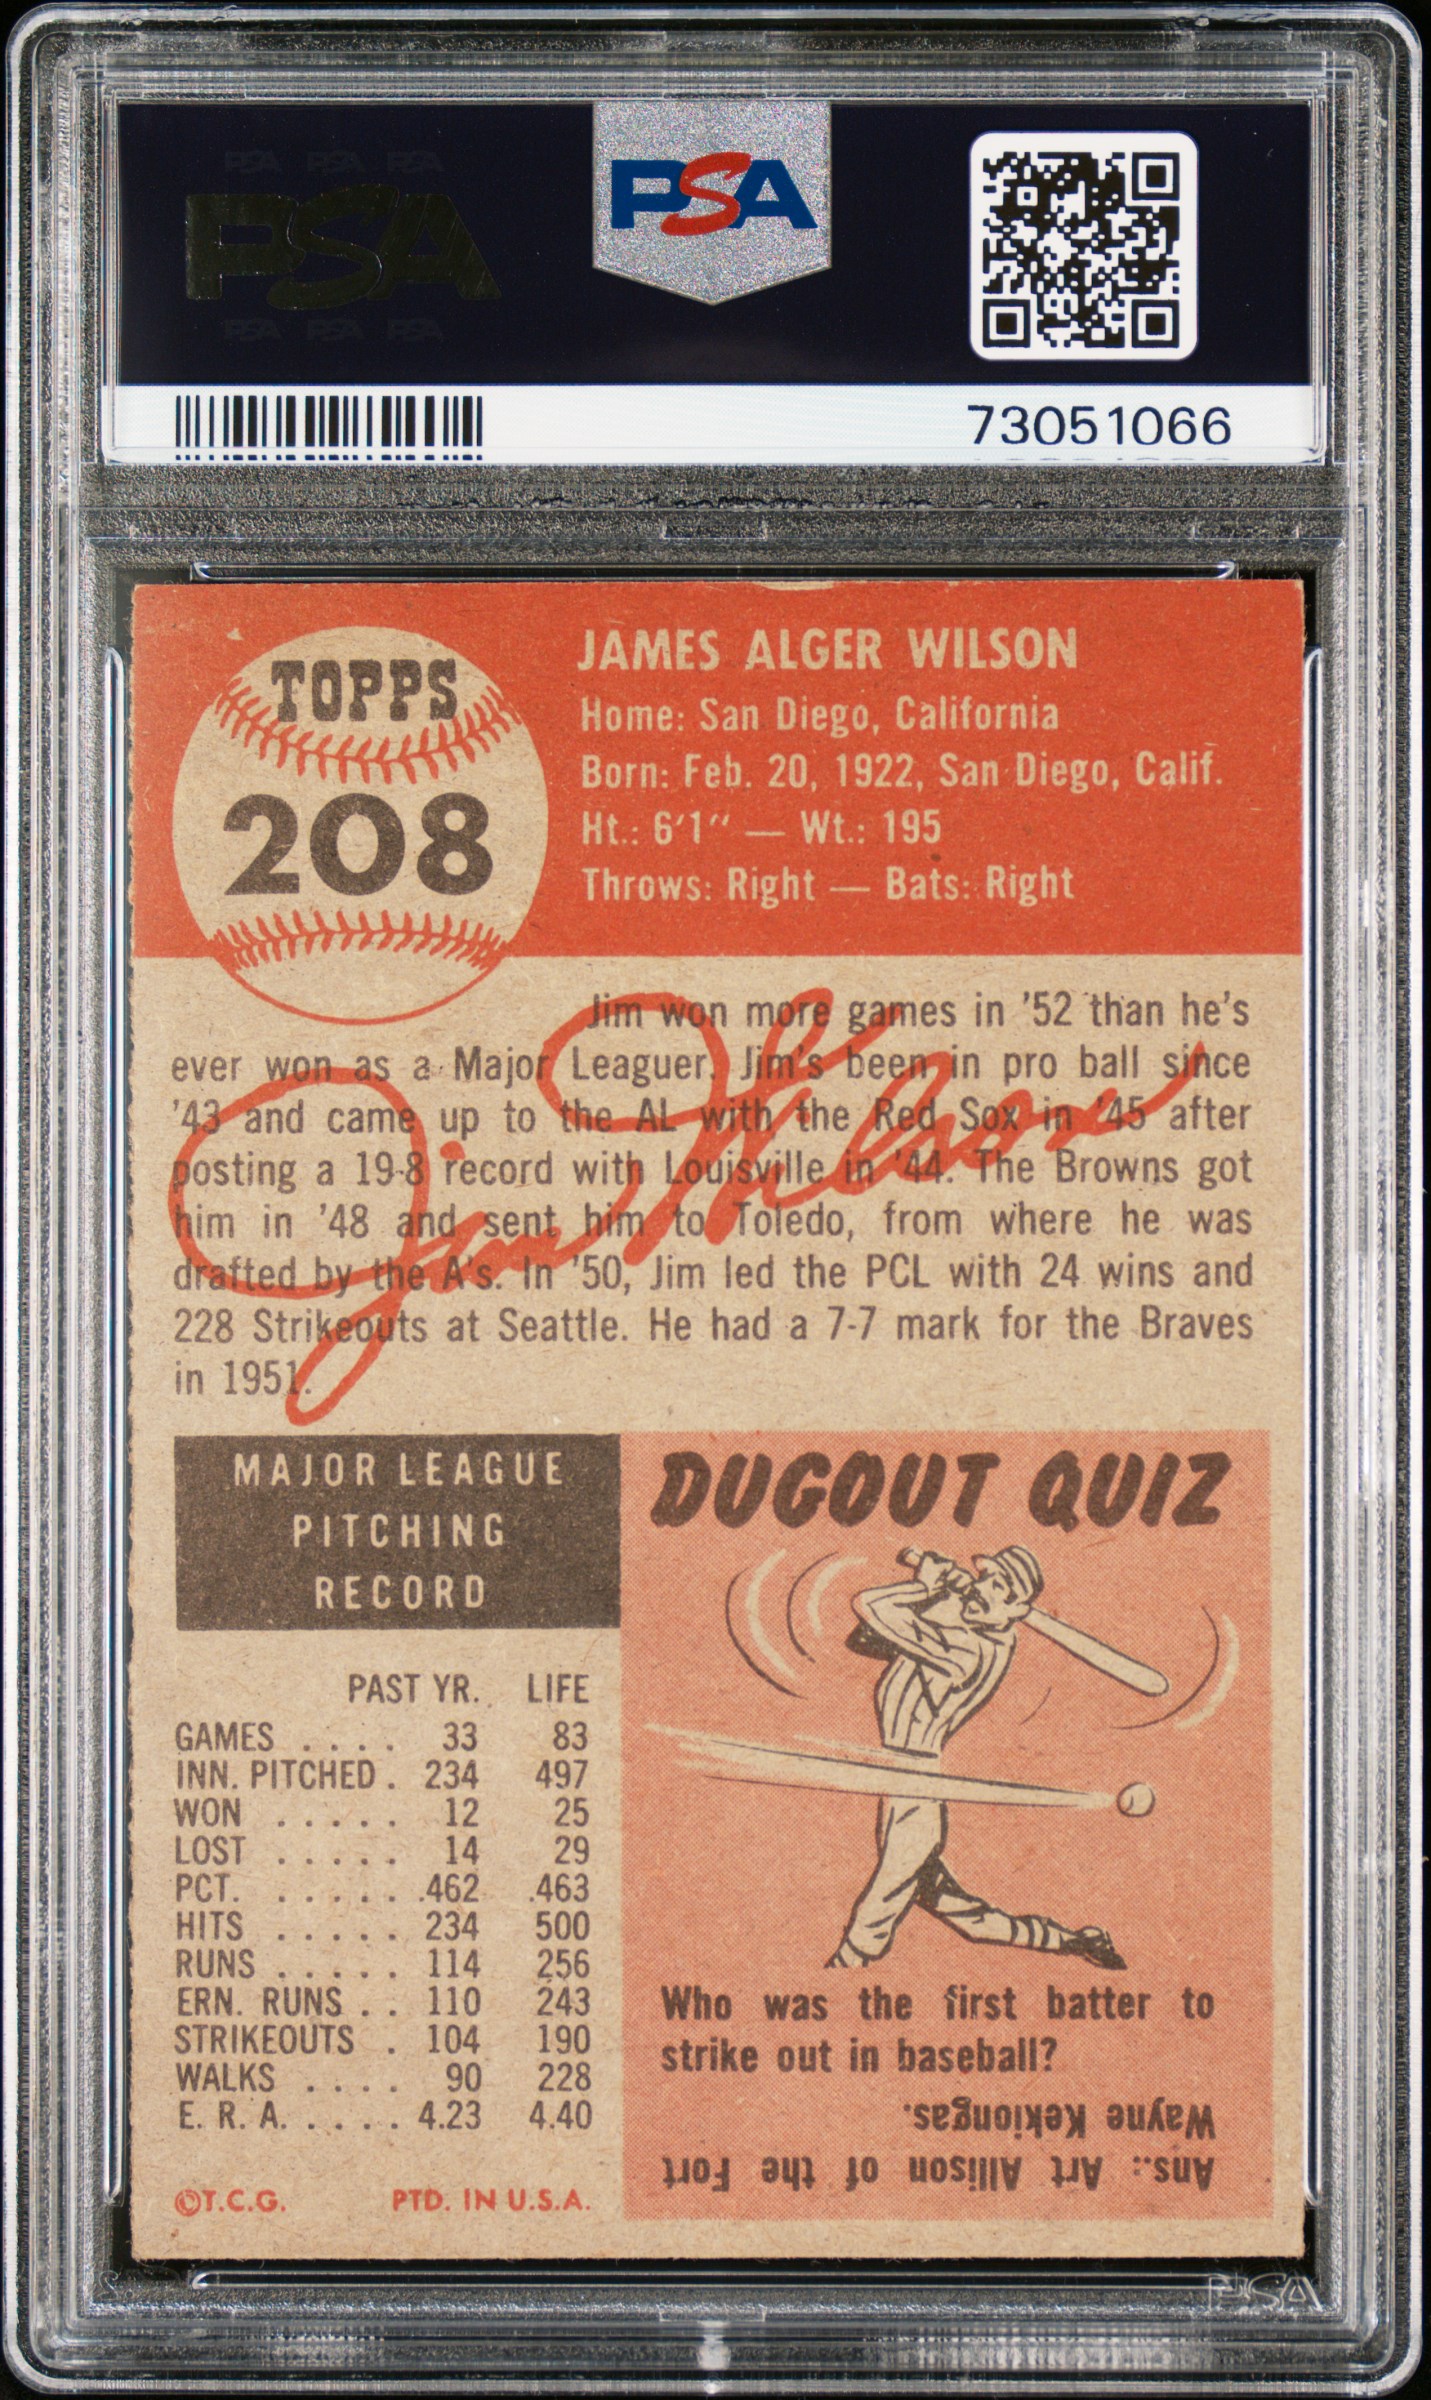 PSA PSA PSA
PSA
PSA PSA PSA
PSA
73051066
TOPPS
208
JAMES ALGER WILSON
Home: San Diego, California
Born: Feb. 20, 1922, San Diego, Calif.
Ht.: 6'1" — Wt.: 195
Throws: Right — Bats: Right
Jim won more games in '52 than he's
ever won as a Major Leaguer. Jim's been in pro ball since
'43 and came up to the AL with the Red Sox in '45 after
posting a 19-8 record with Louisville in '44. The Browns got
him in '48 and sent him to Toledo, from where he was
drafted by the A's. In '50, Jim led the PCL with 24 wins and
228 Strikeouts at Seattle. He had a 7-7 mark for the Braves
in 1951.
Jim Wilson
MAJOR LEAGUE
PITCHING
RECORD
PAST YR. LIFE
GAMES . . . . 33 83
INN. PITCHED . 234 497
WON . . . . . 12 25
LOST . . . . . 14 29
PCT. . . . . . . .462 .463
HITS . . . . . 234 500
RUNS . . . . . 114 256
ERN. RUNS . . 110 243
STRIKEOUTS . 104 190
WALKS . . . . 90 228
E. R. A. . . . . . 4.23 4.40
©T.C.G. PTD. IN U.S.A.
DUGOUT QUIZ
Who was the first batter to
strike out in baseball?
Ans.: Art Allison of the Fort
Wayne Kekiongas.
PSA